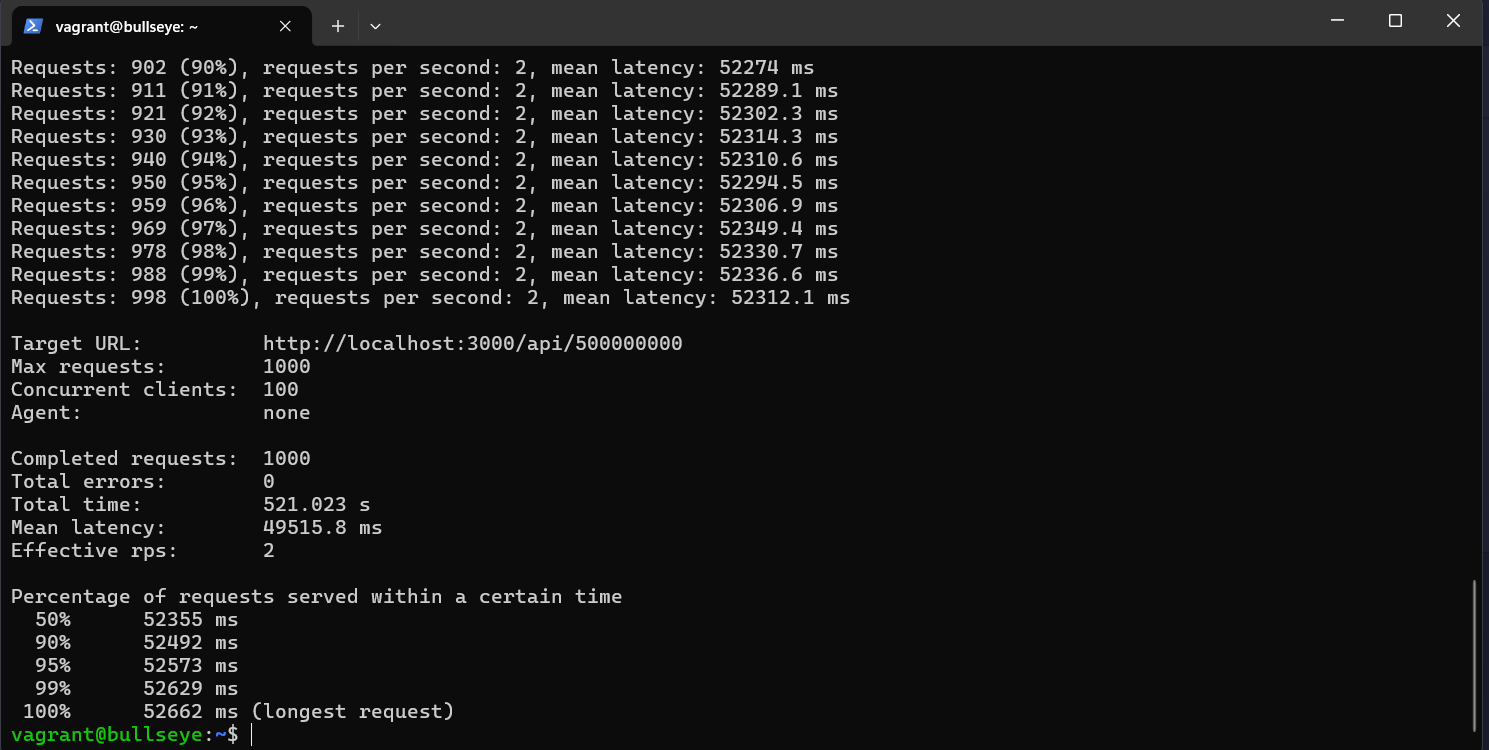 vagrant@bullseye: ~
Requests: 902 (90%), requests per second: 2, mean latency: 52274 ms
Requests: 911 (91%), requests per second: 2, mean latency: 52289.1 ms
Requests: 921 (92%), requests per second: 2, mean latency: 52302.3 ms
Requests: 930 (93%), requests per second: 2, mean latency: 52314.3 ms
Requests: 940 (94%), requests per second: 2, mean latency: 52310.6 ms
Requests: 950 (95%), requests per second: 2, mean latency: 52294.5 ms
Requests: 959 (96%), requests per second: 2, mean latency: 52306.9 ms
Requests: 969 (97%), requests per second: 2, mean latency: 52349.4 ms
Requests: 978 (98%), requests per second: 2, mean latency: 52330.7 ms
Requests: 988 (99%), requests per second: 2, mean latency: 52336.6 ms
Requests: 998 (100%), requests per second: 2, mean latency: 52312.1 ms
Target URL: http://localhost:3000/api/500000000
Max requests: 1000
Concurrent clients: 100
Agent: none
Completed requests: 1000
Total errors: 0
Total time: 521.023 s
Mean latency: 49515.8 ms
Effective rps: 2
Percentage of requests served within a certain time
50% 52355 ms
90% 52492 ms
95% 52573 ms
99% 52629 ms
100% 52662 ms (longest request)
vagrant@bullseye:~$